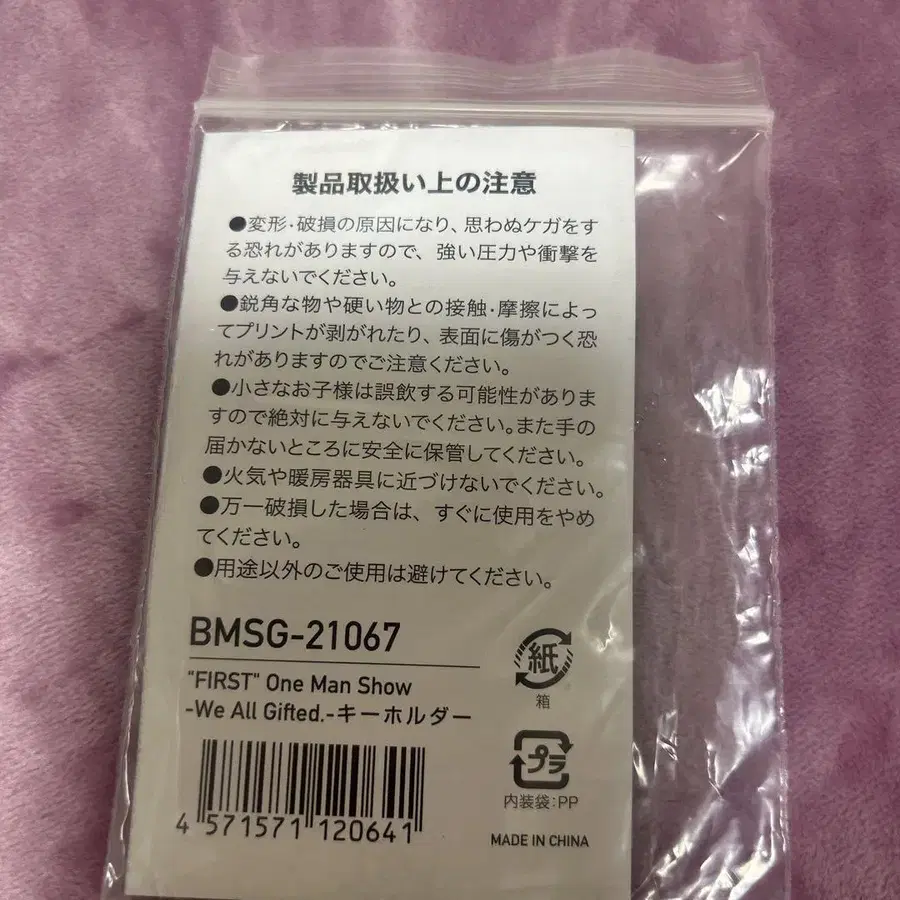 製品取扱い上の注意
●変形・破損の原因になり、思わぬケガをす
る恐れがありますので、強い圧力や衝撃を
与えないでください。
●鋭角な物や硬い物との接触・摩擦によっ
てプリントが剥がれたり、表面に傷がつく恐
れがありますのでご注意ください。
●小さなお子様は誤飲する可能性がありま
すので絶対に与えないでください。また手の
届かないところに安全に保管してください。
●火気や暖房器具に近づけないでください。
●万一破損した場合は、すぐに使用をやめ
てください。
●用途以外のご使用は避けてください。
BMSG-21067
"FIRST" One Man Show
-We All Gifted.-キーホルダー
4 571571 120641
紙
箱
プラ
内装袋:PP
MADE IN CHINA